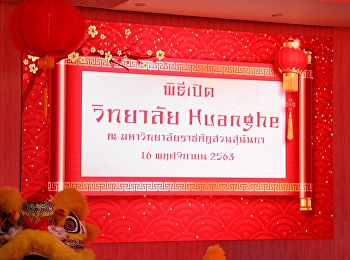 พิธีเปิด
วิทยาลัย Huanghe
ณ มหาวิทยาลัยราชภัฏสวนสุนันทา
16 พฤศจิกายน 2563